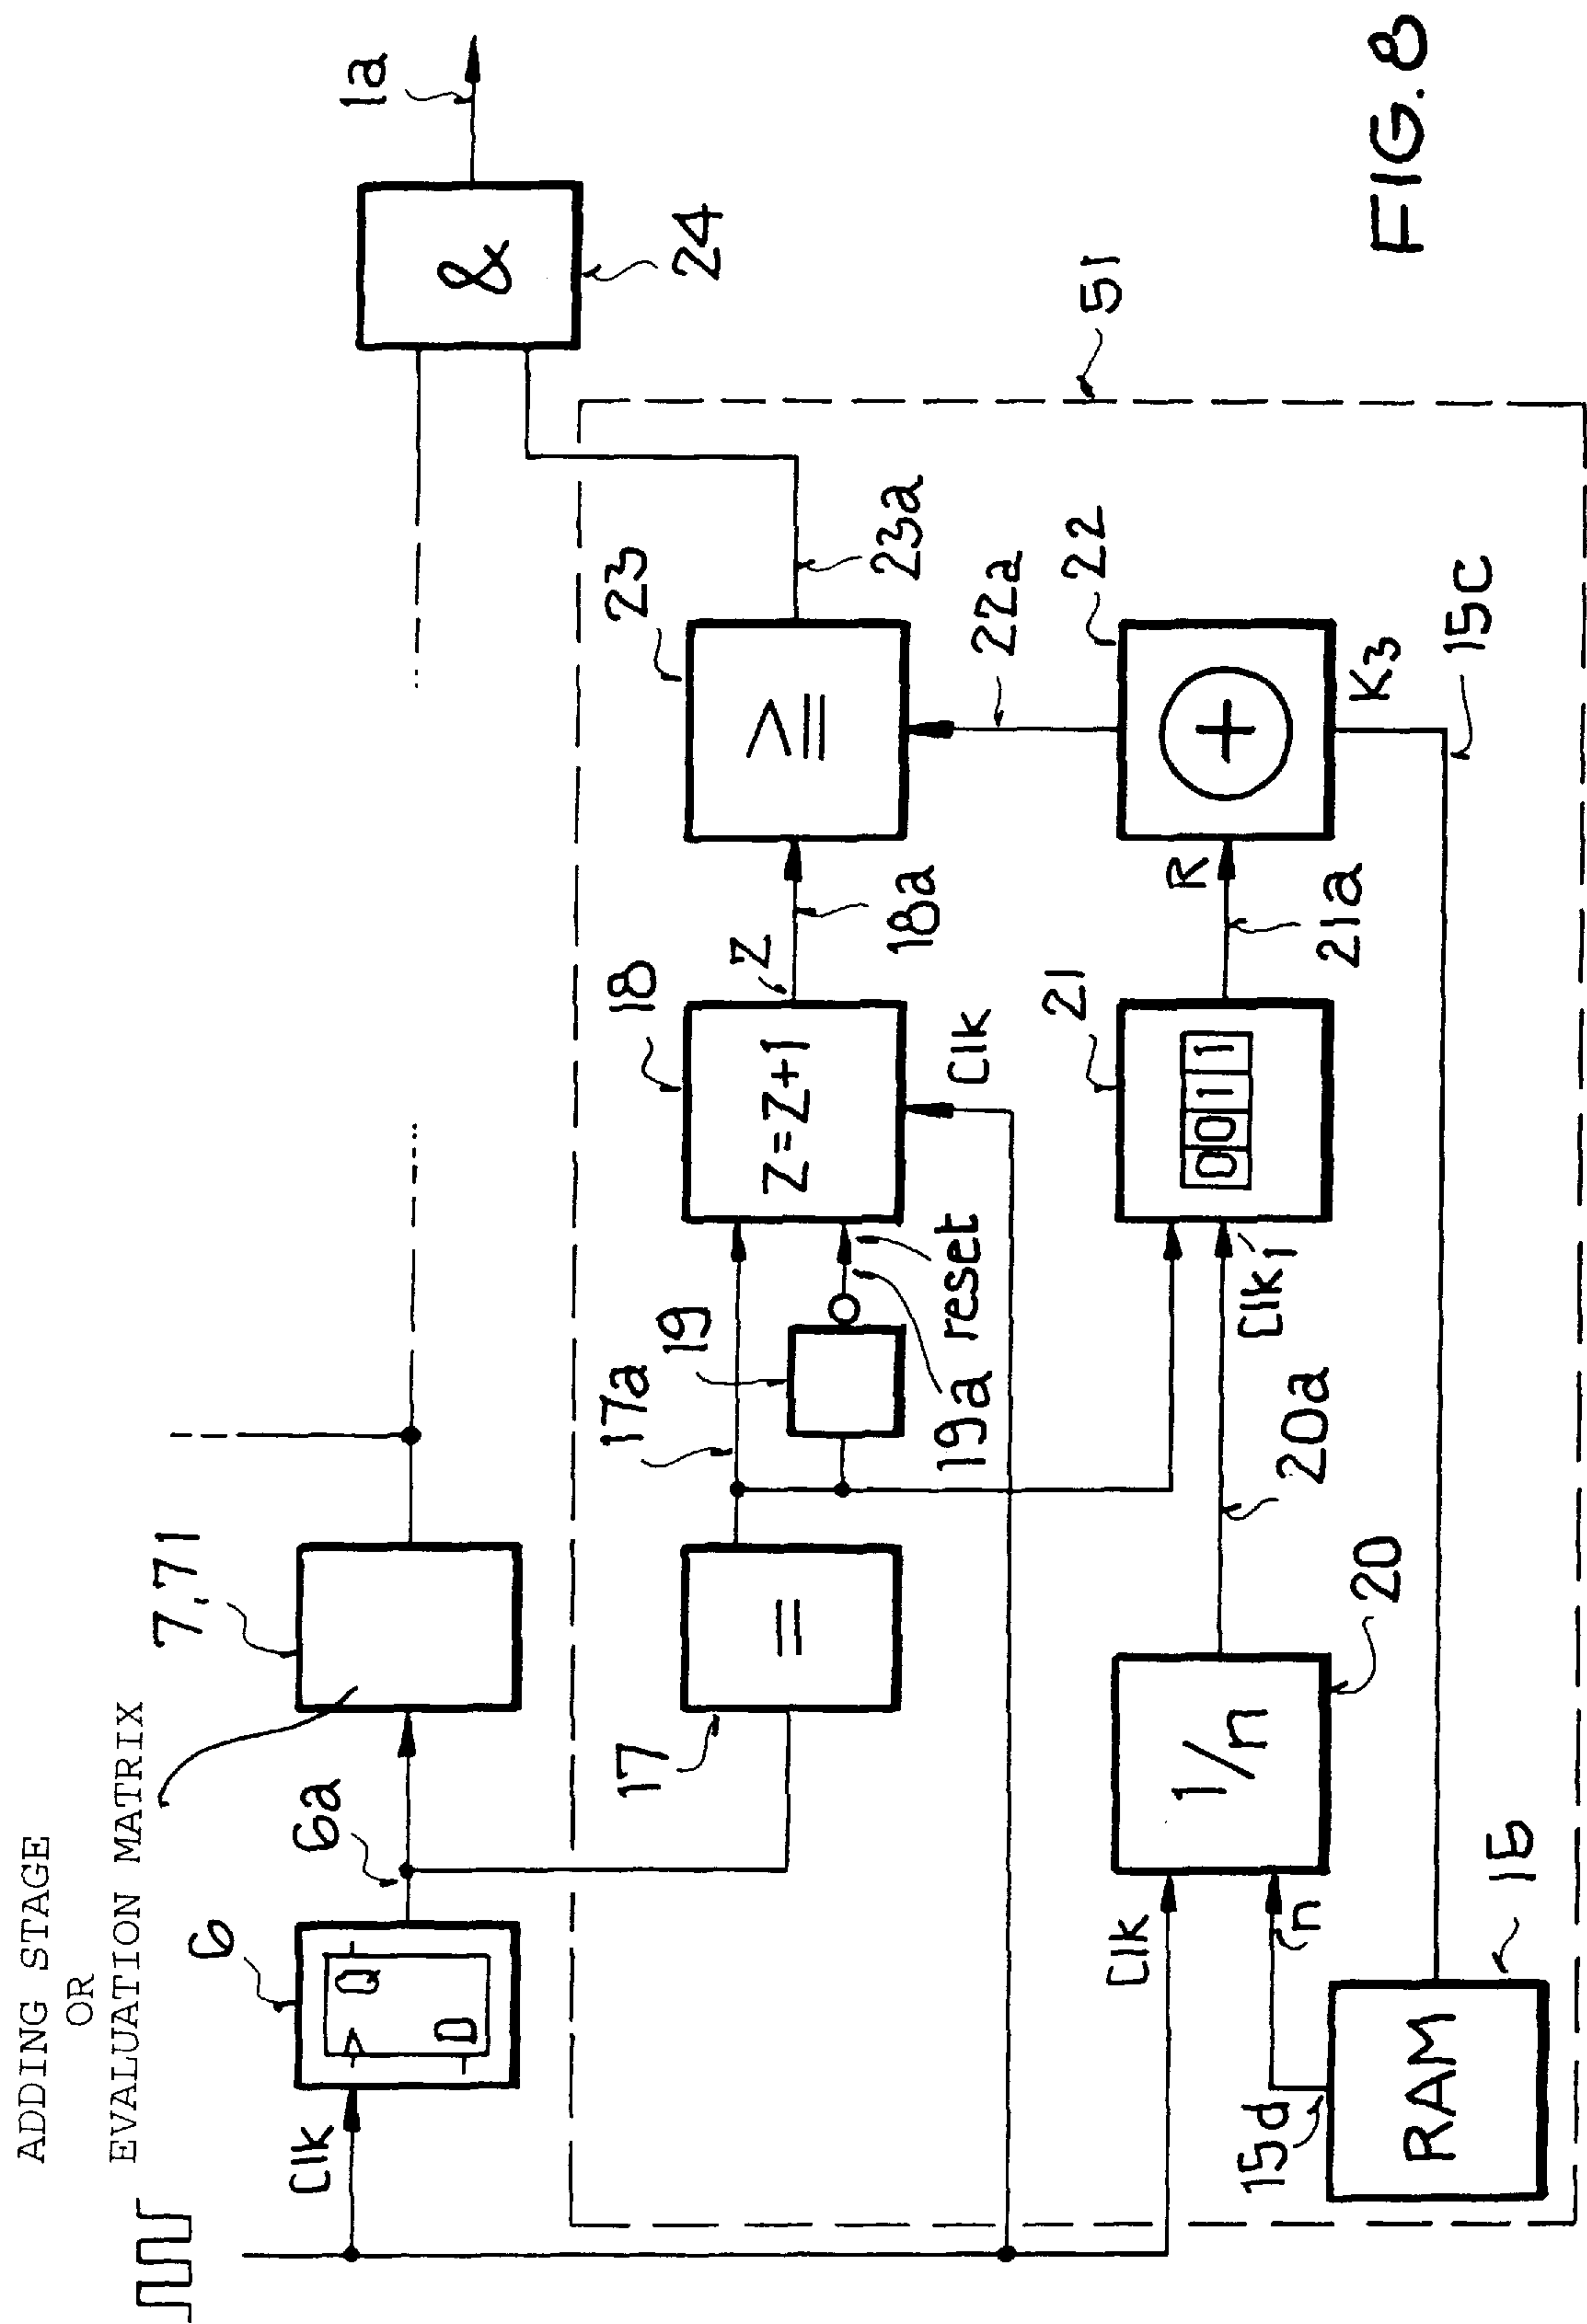 ADDING STAGE
OR
EVALUATION MATRIX
7,71
1a
&
24
6
Q
D
Clk
6a
51
17
=
17a
19
19a
reset
18
Z=Z+1
Z
18a
Clk
23
≥
23a
22a
Clk
1/n
n
20
20a
Clk1
21
0011
R
21a
22
+
K3
15c
RAM
15d
15
FIG. 8